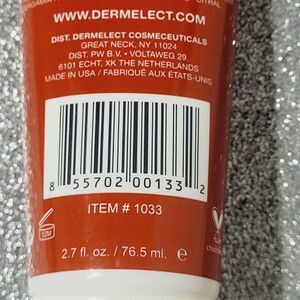 CITRAL.
WWW.DERMELECT.COM
DIST. DERMELECT COSMECEUTICALS
GREAT NECK, NY 11024
DIST. PW B.V. • VOLTAWEG 29.
6101 ECHT, XK THE NETHERLANDS
MADE IN USA / FABRIQUÉ AUX ÉTATS-UNIS
8 55702 00133 2
ITEM # 1033
12M
2.7 fl. oz. / 76.5 ml. e